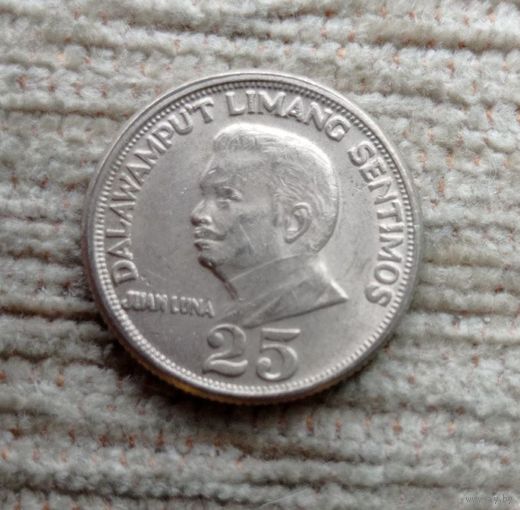 DALAWAMPUT LIMANG SENTIMOS
JUAN LUNA
25